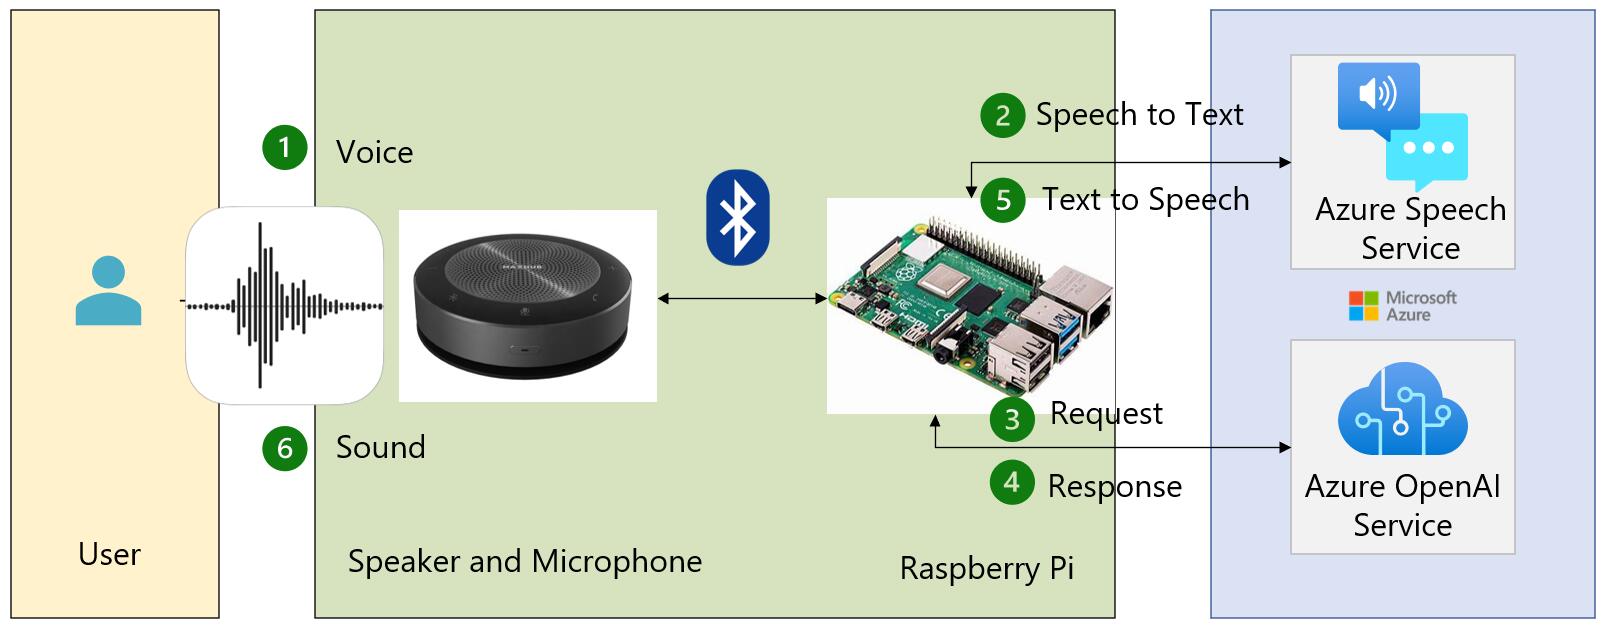 1
Voice
2
Speech to Text
5
Text to Speech
Azure Speech
Service
Microsoft
Azure
3
Request
4
Response
Azure OpenAI
Service
6
Sound
User
Speaker and Microphone
Raspberry Pi